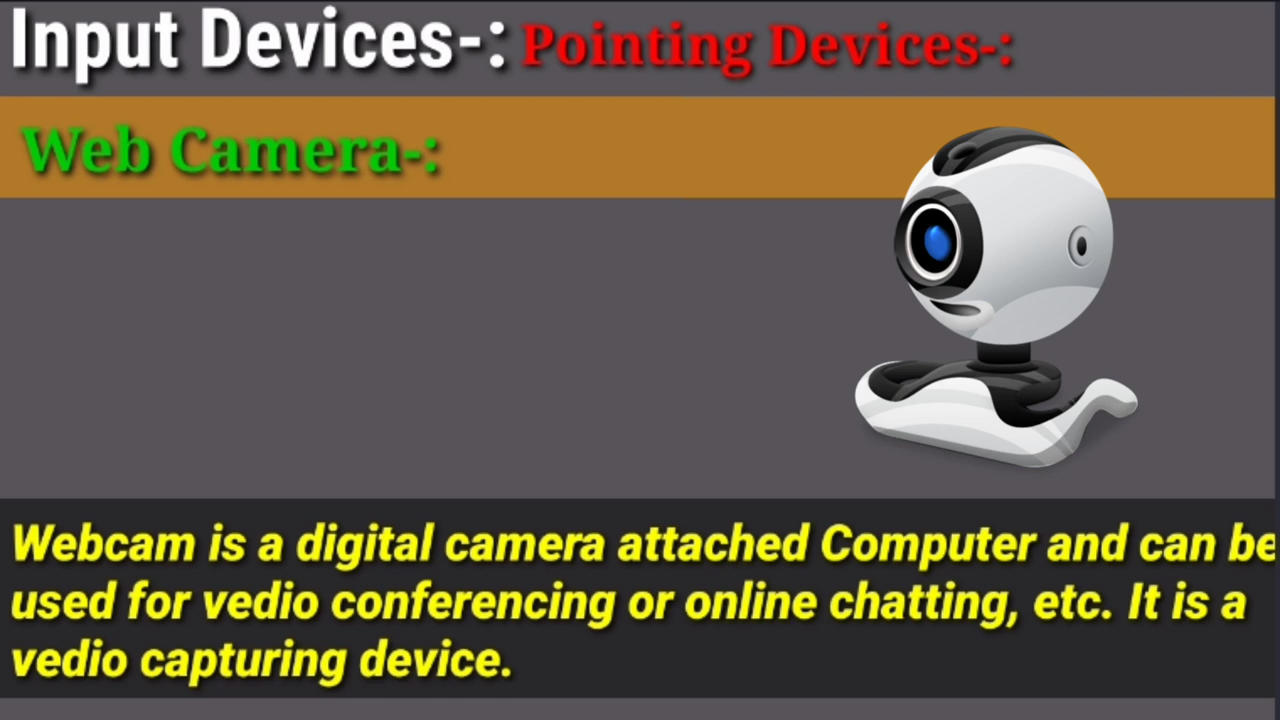 Input Devices-: Pointing Devices-:
Web Camera-:
Webcam is a digital camera attached Computer and can be
used for vedio conferencing or online chatting, etc. It is a
vedio capturing device.